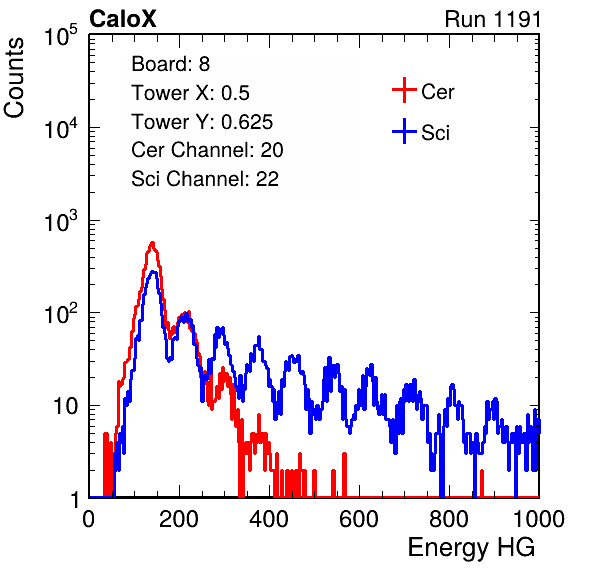 CaloX Run 1191
Counts
10^5
10^4
10^3
10^2
10
1
Board: 8
Tower X: 0.5
Tower Y: 0.625
Cer Channel: 20
Sci Channel: 22
Cer
Sci
0 200 400 600 800 1000
Energy HG